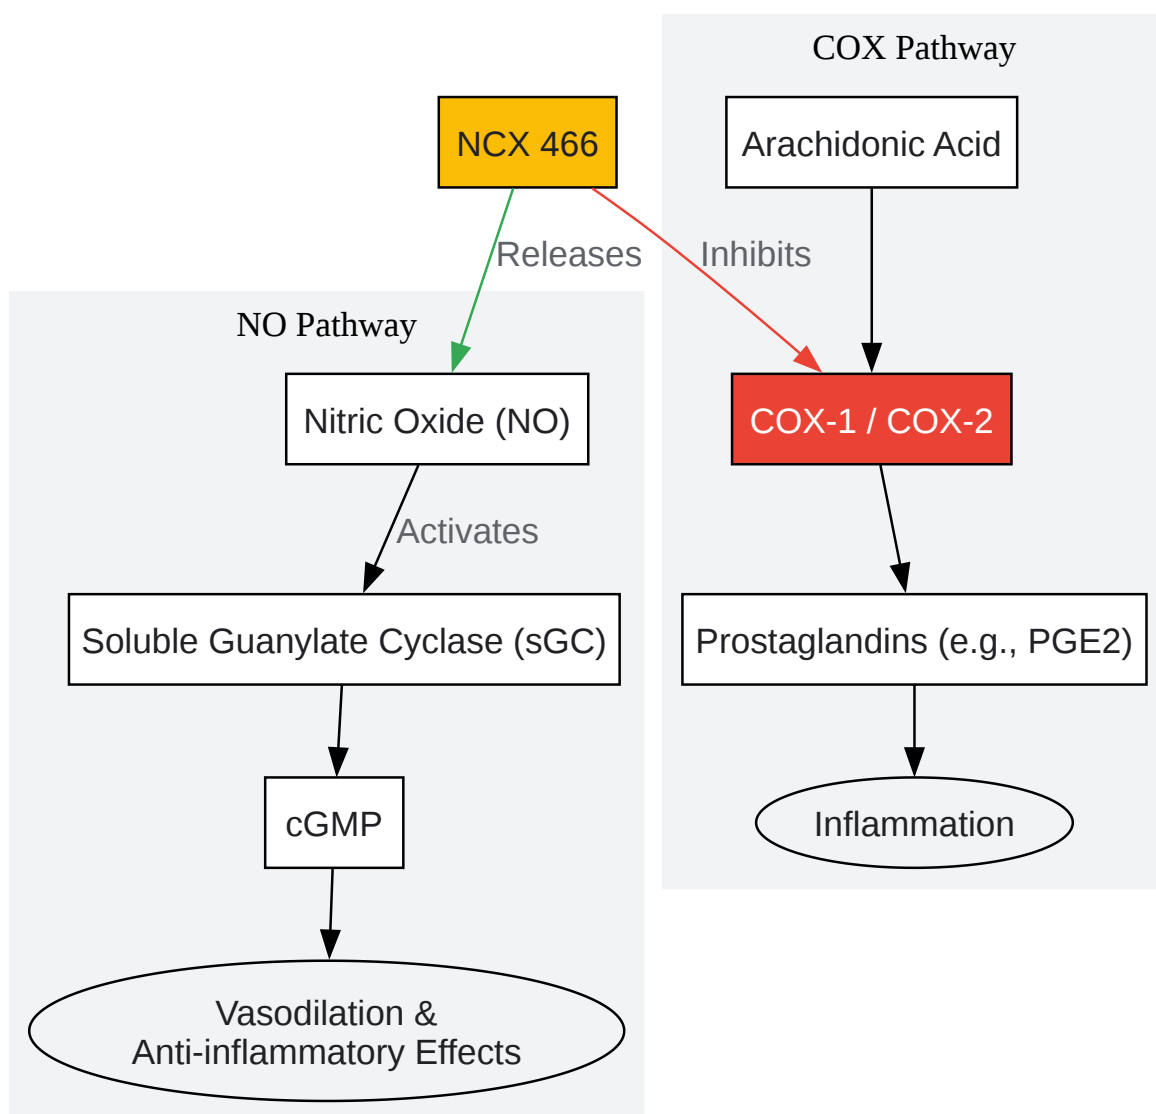 COX Pathway
NCX 466
Arachidonic Acid
Releases
Inhibits
NO Pathway
Nitric Oxide (NO)
COX-1 / COX-2
Activates
Soluble Guanylate Cyclase (sGC)
Prostaglandins (e.g., PGE2)
cGMP
Inflammation
Vasodilation &
Anti-inflammatory Effects